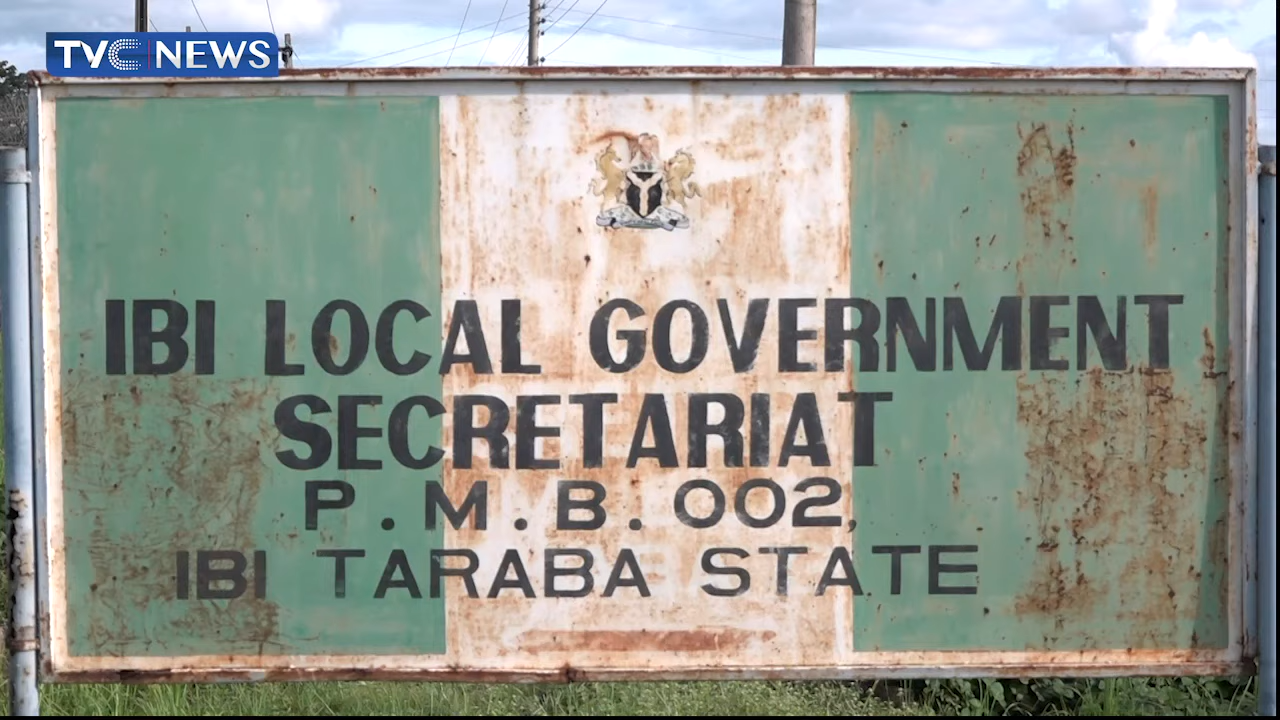 TVC NEWS
IBI LOCAL GOVERNMENT
SECRETARIAT
P.M.B. 002,
IBI TARABA STATE